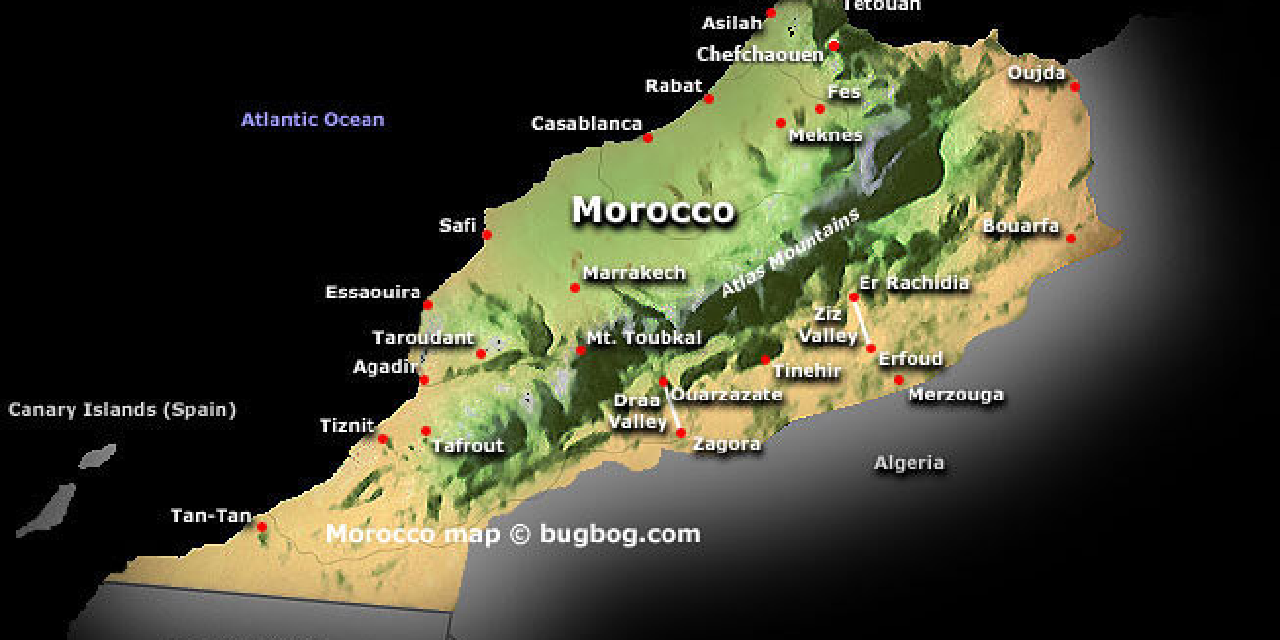 Tetouan
Asilah
Chefchaouen
Oujda
Rabat
Fes
Atlantic Ocean
Casablanca
Meknes
Morocco
Safi
Bouarfa
Atlas Mountains
Marrakech
Er Rachidia
Essaouira
Ziz
Valley
Taroudant
Mt. Toubkal
Erfoud
Agadir
Tinehir
Ouarzazate
Merzouga
Draa
Valley
Canary Islands (Spain)
Tiznit
Tafrout
Zagora
Algeria
Tan-Tan
Morocco map © bugbog.com